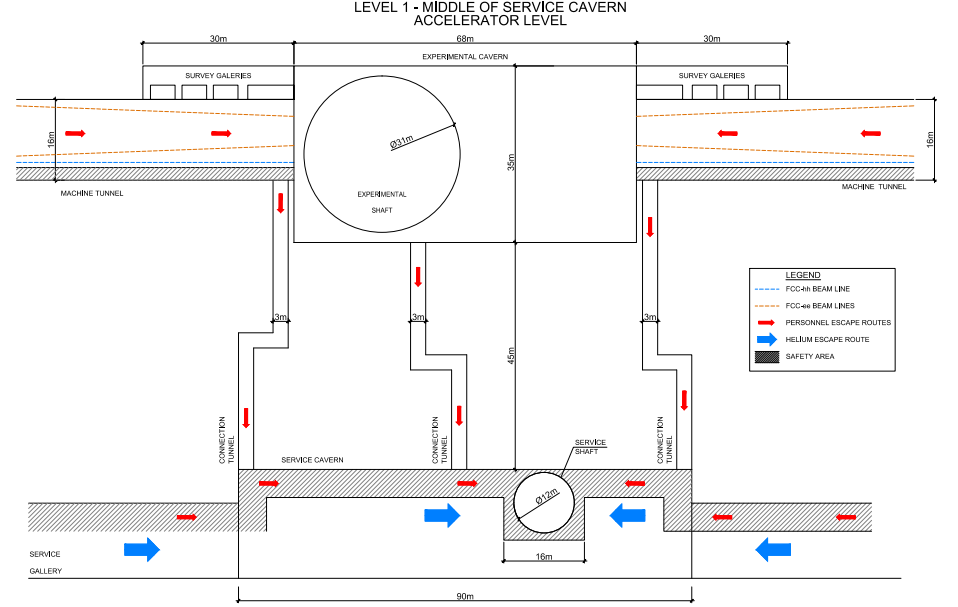 LEVEL 1 - MIDDLE OF SERVICE CAVERN
ACCELERATOR LEVEL
30m
68m
30m
EXPERIMENTAL CAVERN
SURVEY GALERIES
SURVEY GALERIES
16m
Ø31m
35m
16m
EXPERIMENTAL
SHAFT
MACHINE TUNNEL
MACHINE TUNNEL
LEGEND
FCC-hh BEAM LINE
FCC-ee BEAM LINES
PERSONNEL ESCAPE ROUTES
HELIUM ESCAPE ROUTE
SAFETY AREA
3m
3m
3m
45m
CONNECTION
TUNNEL
CONNECTION
TUNNEL
CONNECTION
TUNNEL
SERVICE CAVERN
SERVICE
SHAFT
Ø12m
16m
SERVICE
GALLERY
90m